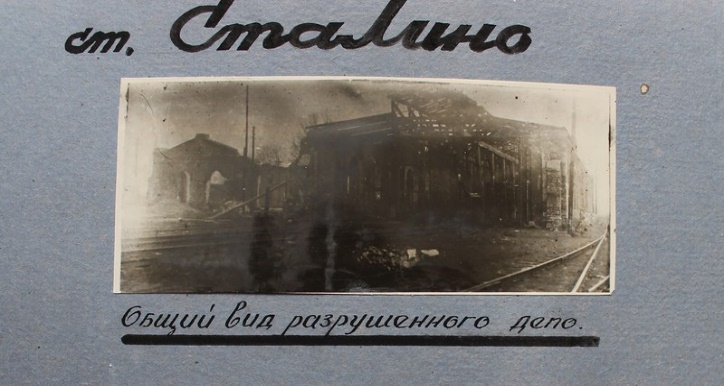 ст. Сталино
Общий вид разрушенного депо.